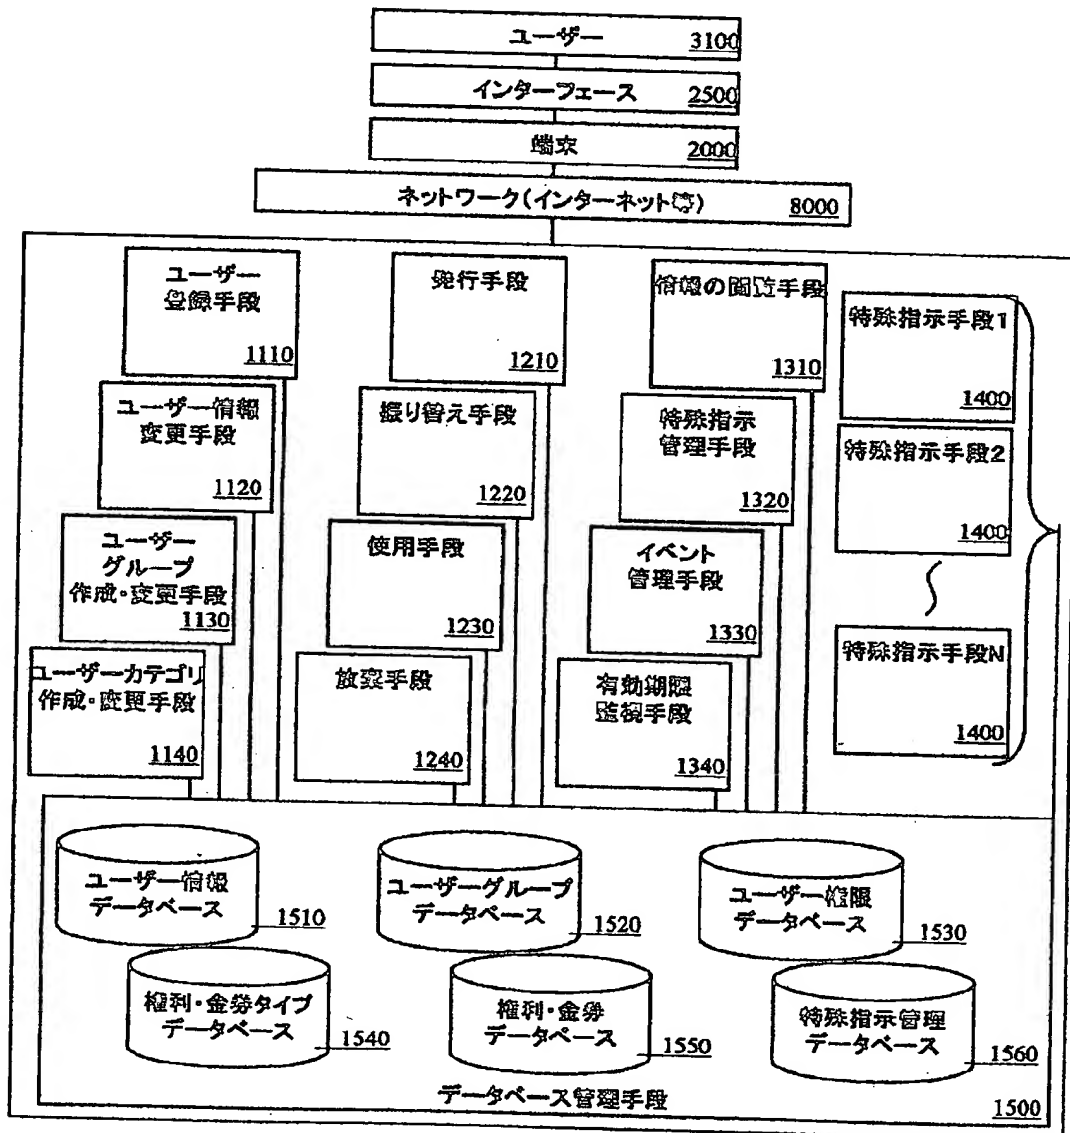 ユーザー 3100
インターフェース 2500
端末 2000
ネットワーク(インターネット等) 8000
ユーザー
登録手段
1110
ユーザー情報
変更手段
1120
ユーザー
グループ
作成・変更手段
1130
ユーザーカテゴリ
作成・変更手段
1140
発行手段
1210
振り替え手段
1220
使用手段
1230
放棄手段
1240
情報の閲覧手段
1310
特殊指示
管理手段
1320
イベント
管理手段
1330
有効期限
監視手段
1340
特殊指示手段1
1400
特殊指示手段2
1400
特殊指示手段N
1400
ユーザー情報
データベース
1510
ユーザーグループ
データベース
1520
ユーザー権限
データベース
1530
権利・金券タイプ
データベース
1540
権利・金券
データベース
1550
特殊指示管理
データベース
1560
データベース管理手段 1500